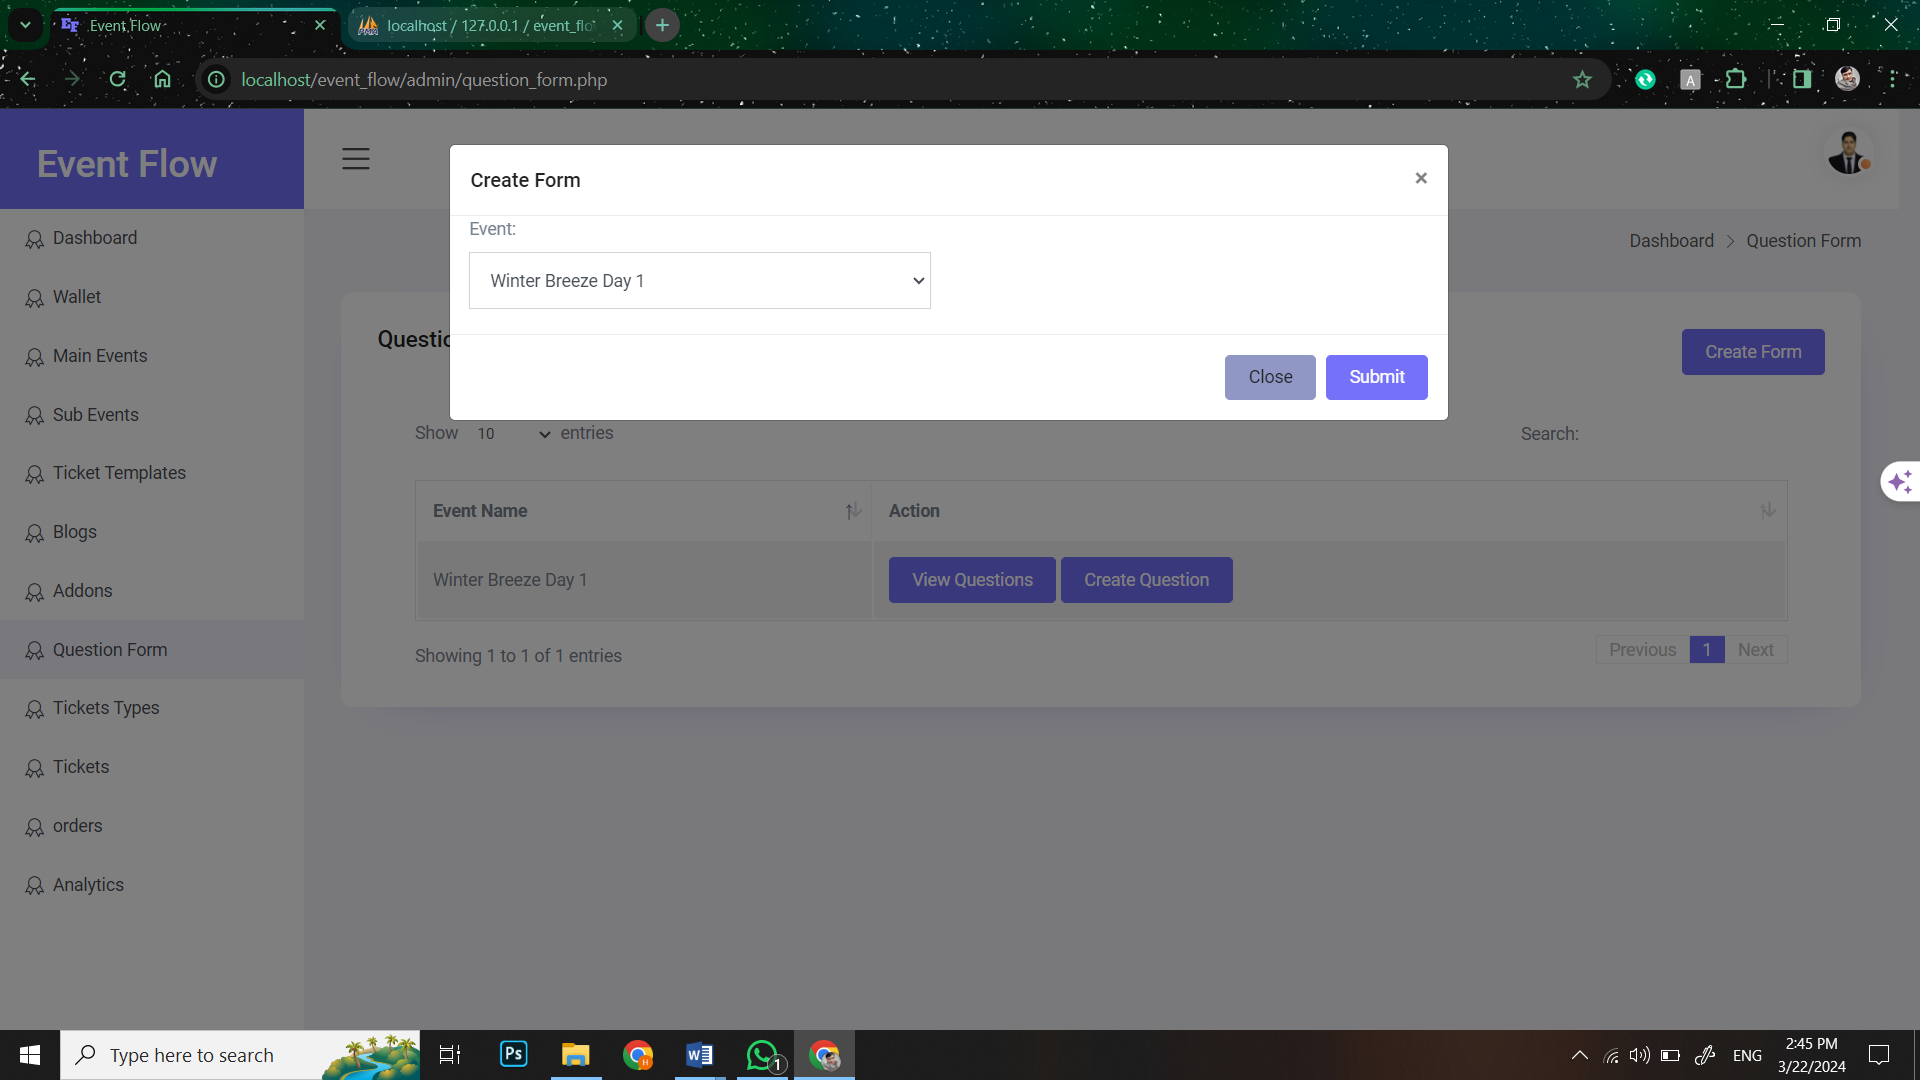 Event Flow
localhost / 127.0.0.1 / event_flo
localhost/event_flow/admin/question_form.php
A
Event Flow
Dashboard
Wallet
Main Events
Sub Events
Ticket Templates
Blogs
Addons
Question Form
Tickets Types
Tickets
orders
Analytics
Dashboard > Question Form
Create Form
×
Event:
Winter Breeze Day 1
Close
Submit
Questio
Create Form
Show 10 entries
Search:
Event Name
Action
Winter Breeze Day 1
View Questions
Create Question
Showing 1 to 1 of 1 entries
Previous 1 Next
Type here to search
Ps
1
ENG
2:45 PM
3/22/2024